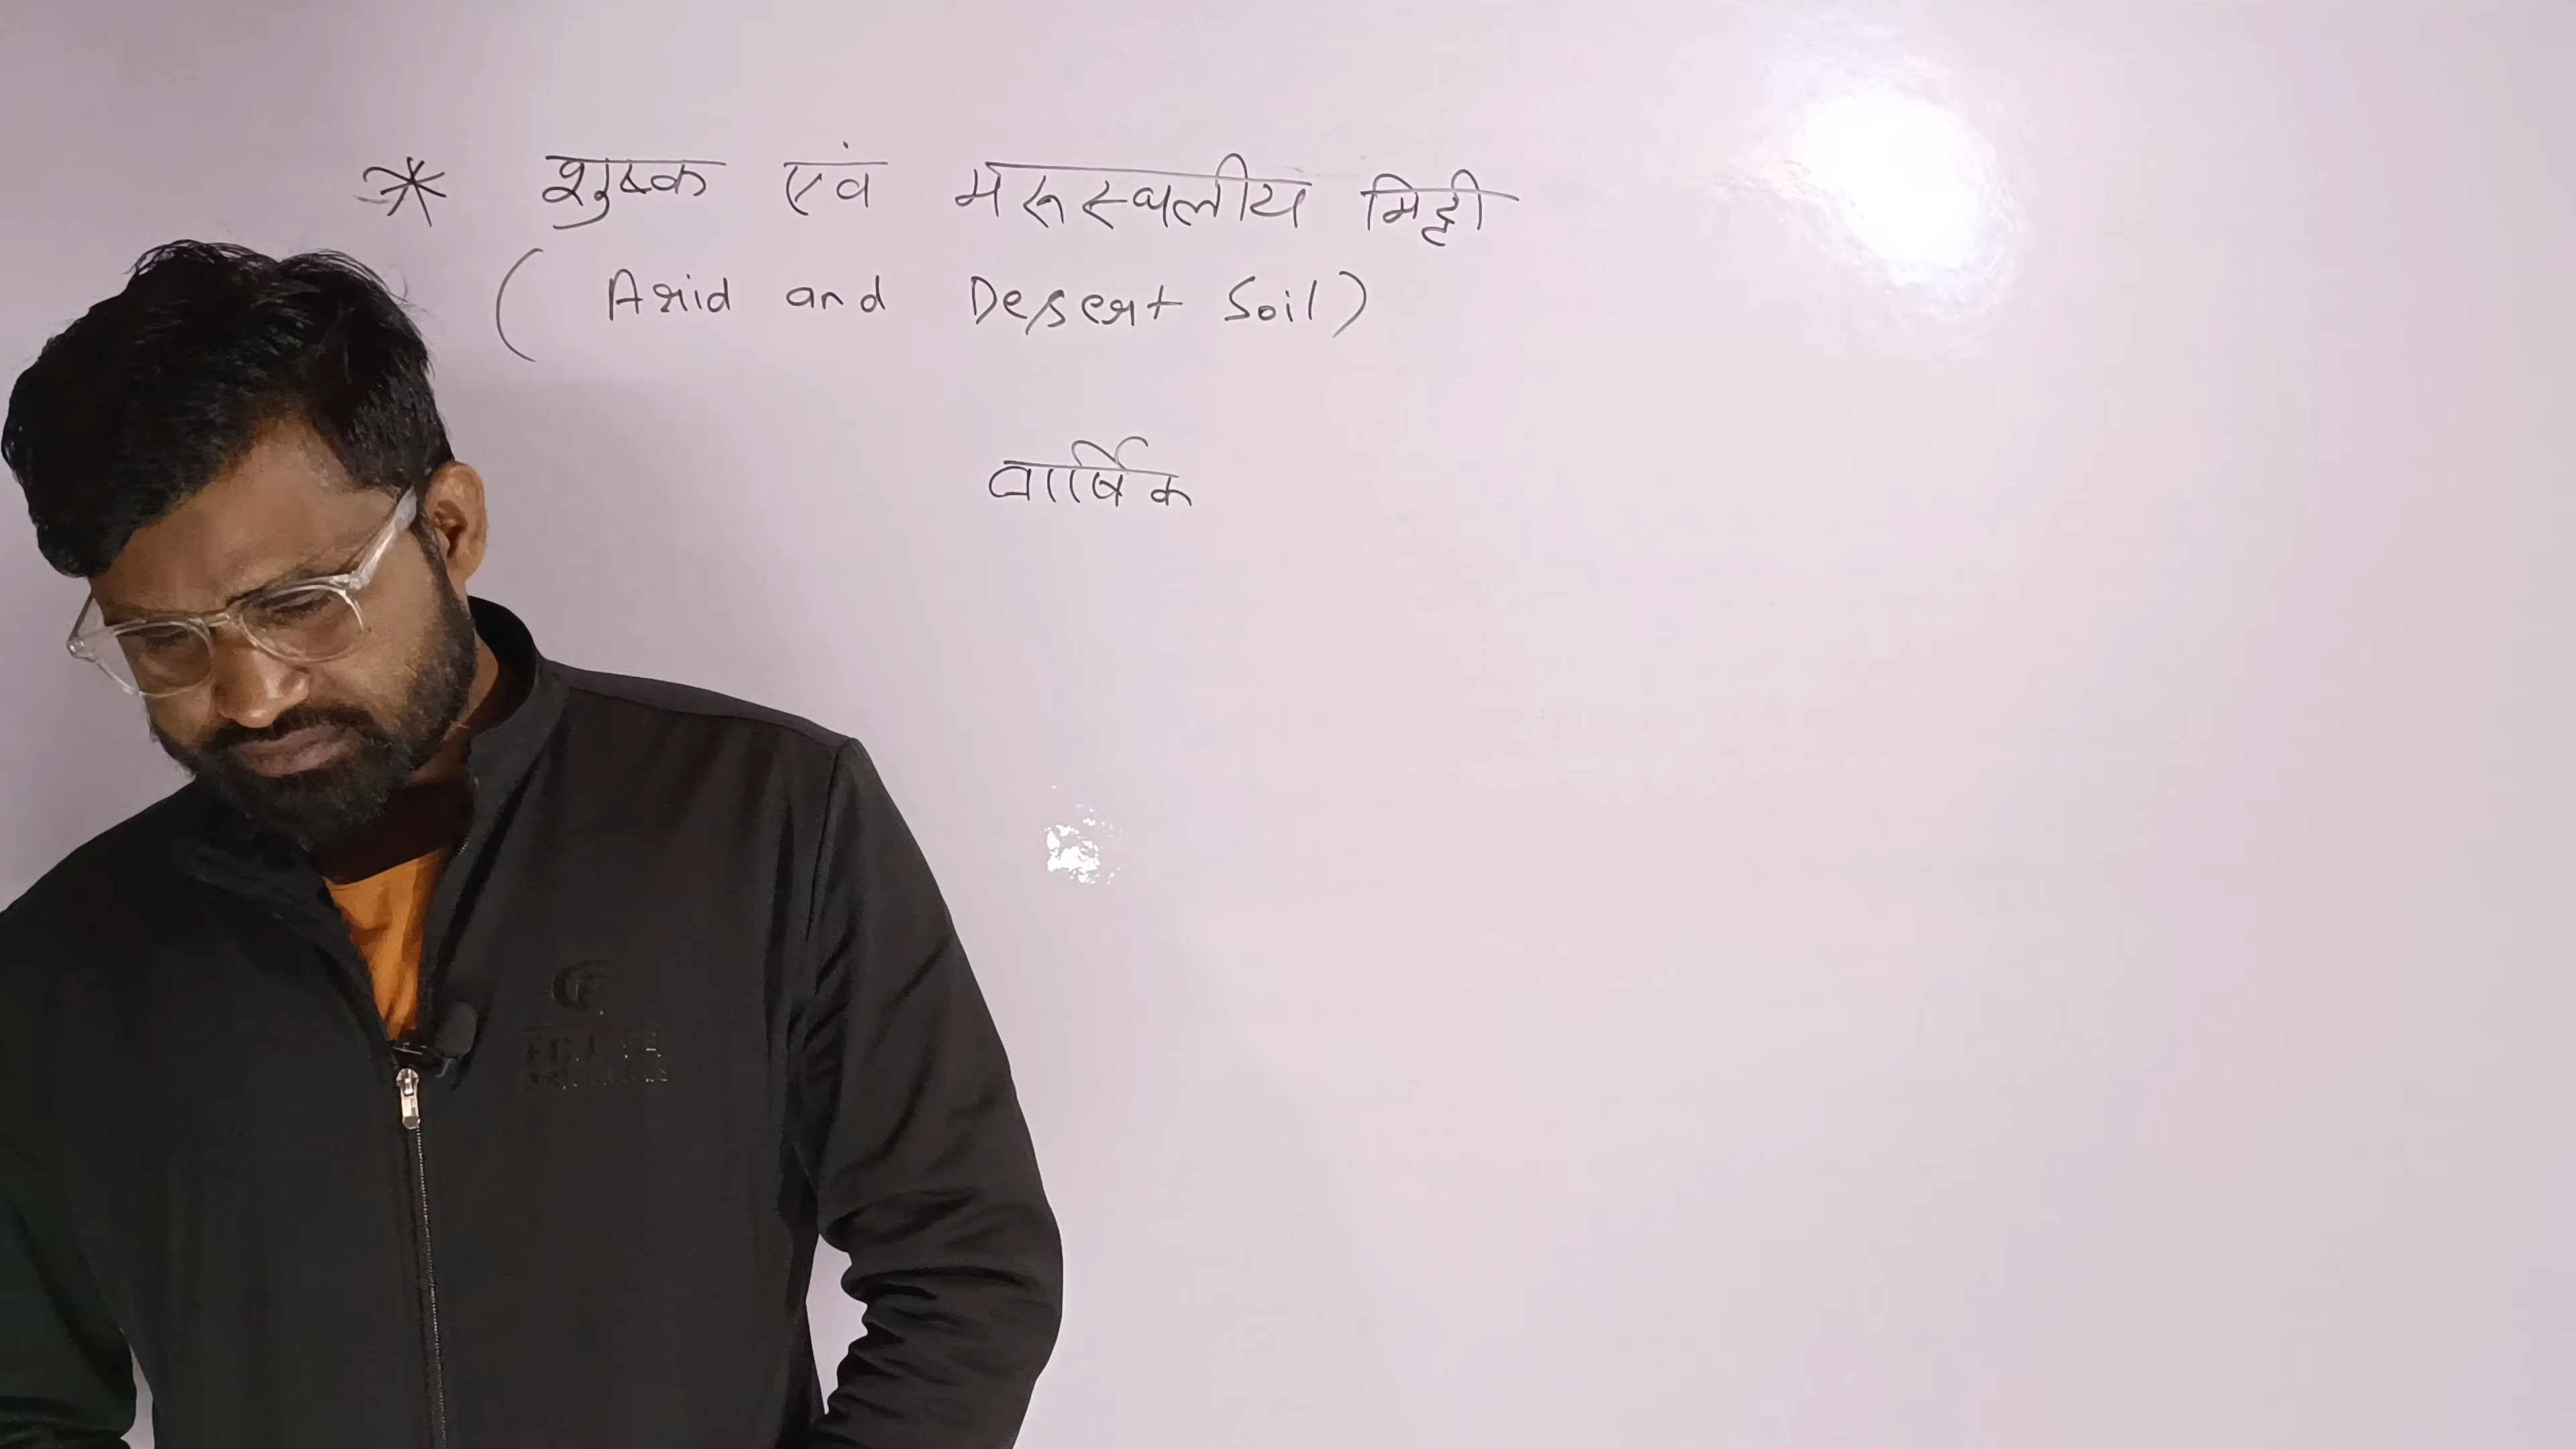 * शुष्क एवं मरुस्थलीय मिट्टी
( Arid and Desert Soil)
वार्षिक